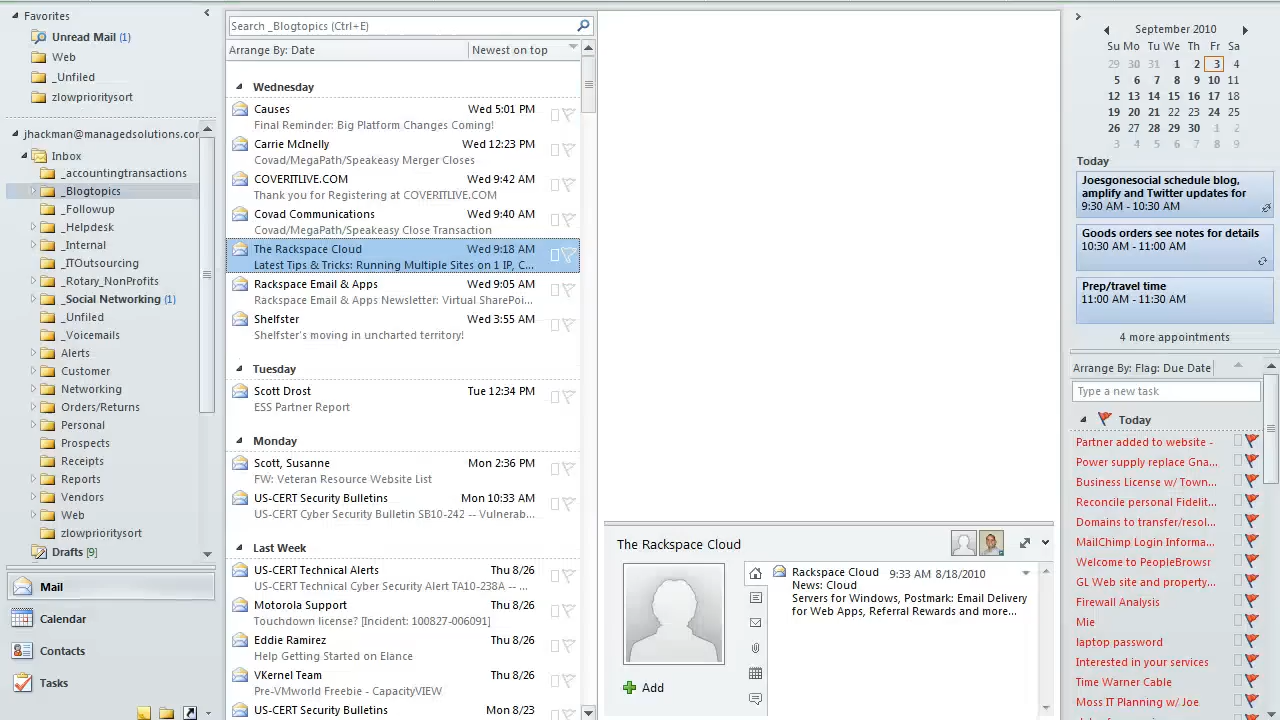 Favorites
Unread Mail (1)
Web
_Unfiled
zlowprioritysort
jhackman@managedsolutions.cor
Inbox
_accountingtransactions
_Blogtopics
_Followup
_Helpdesk
_Internal
_ITOutsourcing
_Rotary_NonProfits
_Social Networking (1)
_Unfiled
_Voicemails
Alerts
Customer
Networking
Orders/Returns
Personal
Prospects
Receipts
Reports
Vendors
Web
zlowprioritysort
Drafts [9]
Mail
Calendar
Contacts
Tasks
Search _Blogtopics (Ctrl+E)
Arrange By: Date
Newest on top
Wednesday
Causes Wed 5:01 PM
Final Reminder: Big Platform Changes Coming!
Carrie McInelly Wed 12:23 PM
Covad/MegaPath/Speakeasy Merger Closes
COVERITLIVE.COM Wed 9:42 AM
Thank you for Registering at COVERITLIVE.COM
Covad Communications Wed 9:40 AM
Covad/MegaPath/Speakeasy Close Transaction
The Rackspace Cloud Wed 9:18 AM
Latest Tips & Tricks: Running Multiple Sites on 1 IP, C...
Rackspace Email & Apps Wed 9:05 AM
Rackspace Email & Apps Newsletter: Virtual SharePoi...
Shelfster Wed 3:55 AM
Shelfster's moving in uncharted territory!
Tuesday
Scott Drost Tue 12:34 PM
ESS Partner Report
Monday
Scott, Susanne Mon 2:36 PM
FW: Veteran Resource Website List
US-CERT Security Bulletins Mon 10:33 AM
US-CERT Cyber Security Bulletin SB10-242 -- Vulnerab...
Last Week
US-CERT Technical Alerts Thu 8/26
US-CERT Technical Cyber Security Alert TA10-238A -- ...
Motorola Support Thu 8/26
Touchdown license? [Incident: 100827-006091]
Eddie Ramirez Thu 8/26
Help Getting Started on Elance
VKernel Team Thu 8/26
Pre-VMworld Freebie - CapacityVIEW
US-CERT Security Bulletins Mon 8/23
The Rackspace Cloud
Add
Rackspace Cloud 9:33 AM 8/18/2010
News: Cloud
Servers for Windows, Postmark: Email Delivery
for Web Apps, Referral Rewards and more...
September 2010
Su Mo Tu We Th Fr Sa
29 30 31 1 2 3 4
5 6 7 8 9 10 11
12 13 14 15 16 17 18
19 20 21 22 23 24 25
26 27 28 29 30 1 2
3 4 5 6 7 8 9
Today
Joesgonesocial schedule blog,
amplify and Twitter updates for
9:30 AM - 10:30 AM
Goods orders see notes for details
10:30 AM - 11:00 AM
Prep/travel time
11:00 AM - 11:30 AM
4 more appointments
Arrange By: Flag: Due Date
Type a new task
Today
Partner added to website -
Power supply replace Gna...
Business License w/ Town...
Reconcile personal Fidelit...
Domains to transfer/resol...
MailChimp Login Informa...
Welcome to PeopleBrowsr
GL Web site and property...
Firewall Analysis
Mie
laptop password
Interested in your services
Time Warner Cable
Moss IT Planning w/ Joe